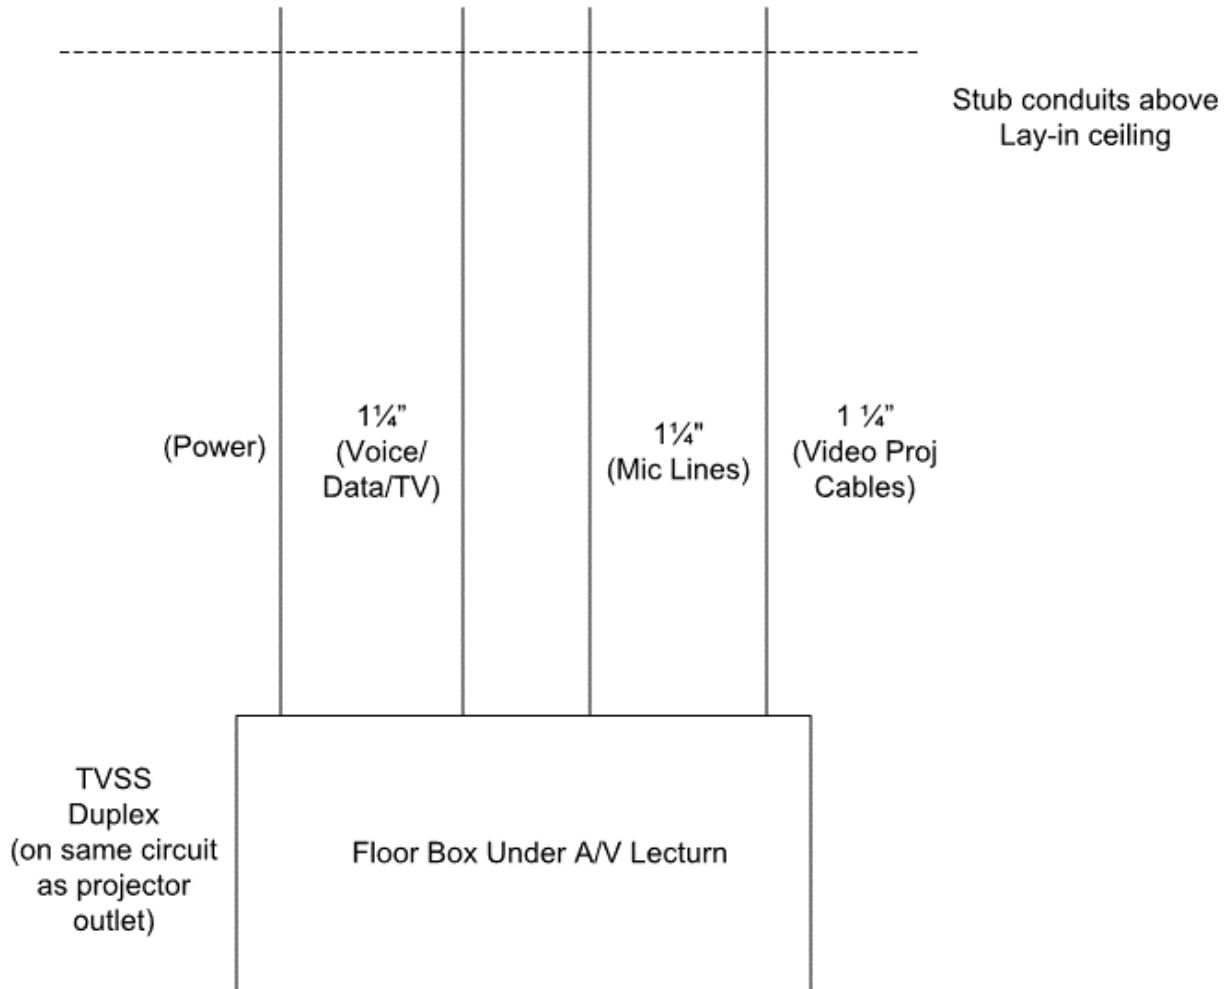 Stub conduits above
Lay-in ceiling
(Power)
1¼”
(Voice/
Data/TV)
1¼"
(Mic Lines)
1 ¼”
(Video Proj
Cables)
TVSS
Duplex
(on same circuit
as projector
outlet)
Floor Box Under A/V Lecturn